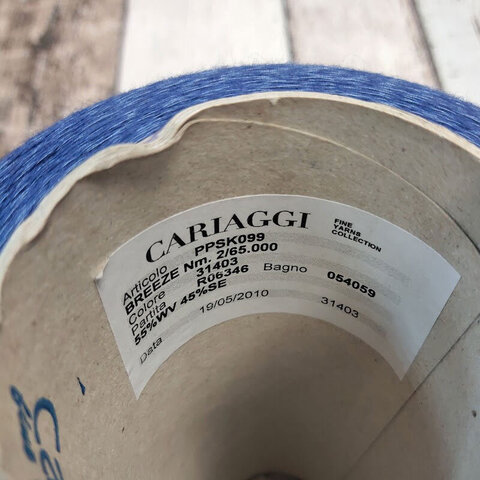 CARIAGGI
FINE
YARNS
COLLECTION
Articolo PPSK099
BREEZE Nm. 2/65.000
Colore 31403
Partita R06346 Bagno 054059
55%WV 45%SE
Data 19/05/2010 31403